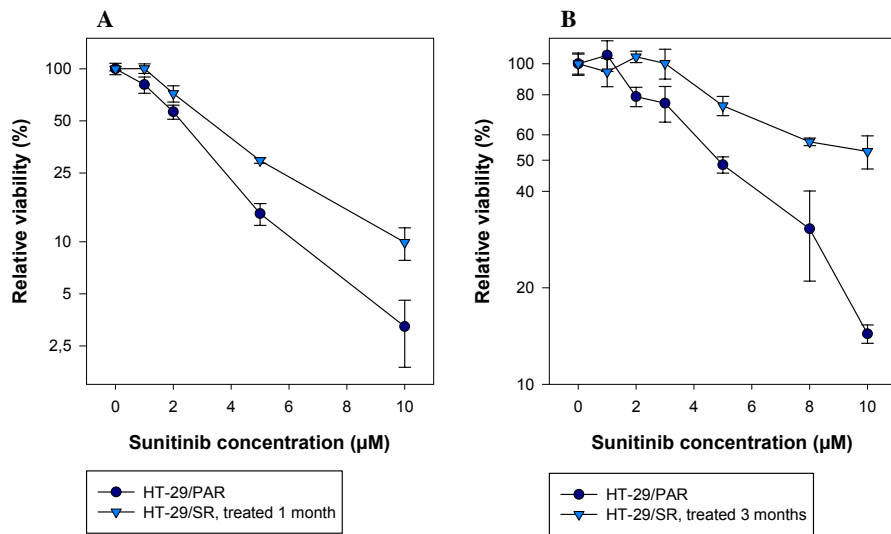 A
Relative viability (%)
100
50
25
10
5
2,5
0 2 4 6 8 10
Sunitinib concentration (µM)
HT-29/PAR
HT-29/SR, treated 1 month
B
Relative viability (%)
100
80
60
50
40
20
10
0 2 4 6 8 10
Sunitinib concentration (µM)
HT-29/PAR
HT-29/SR, treated 3 months